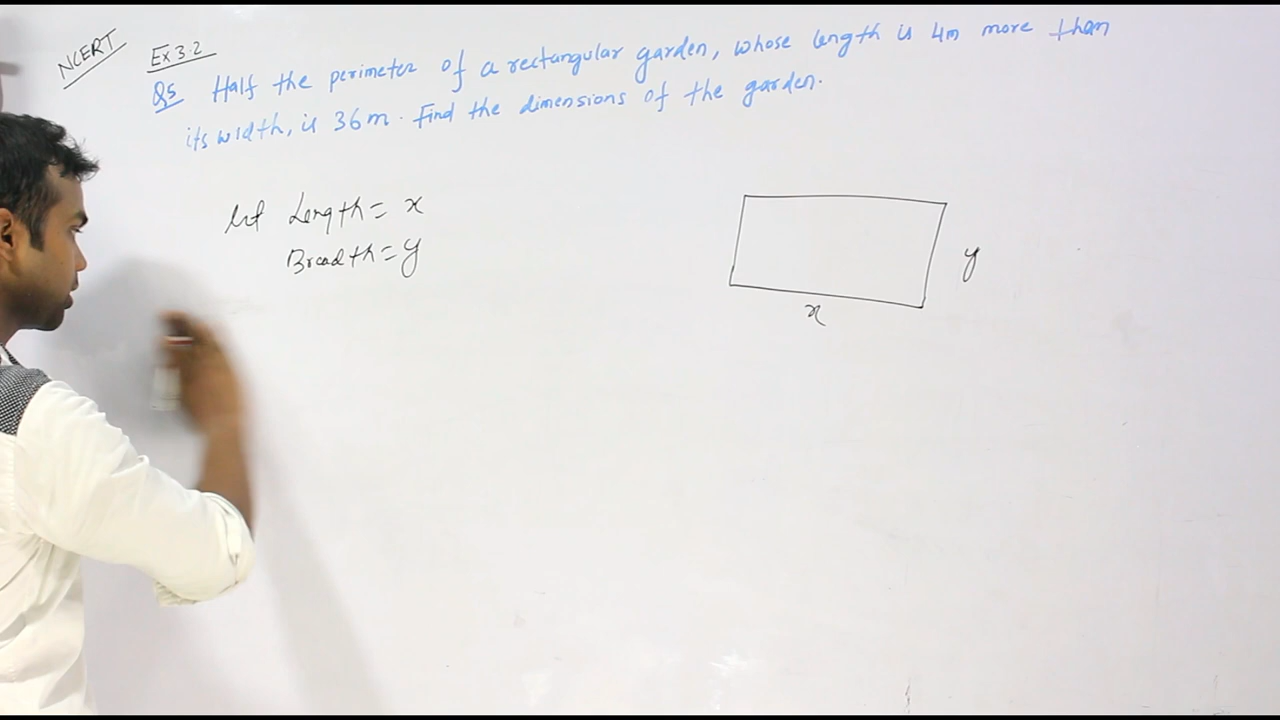 NCERT
Ex 3.2
Q5 Half the perimeter of a rectangular garden, whose length is 4m more than
its width, is 36m. Find the dimensions of the garden.
let Length = x
Breadth = y
y
x